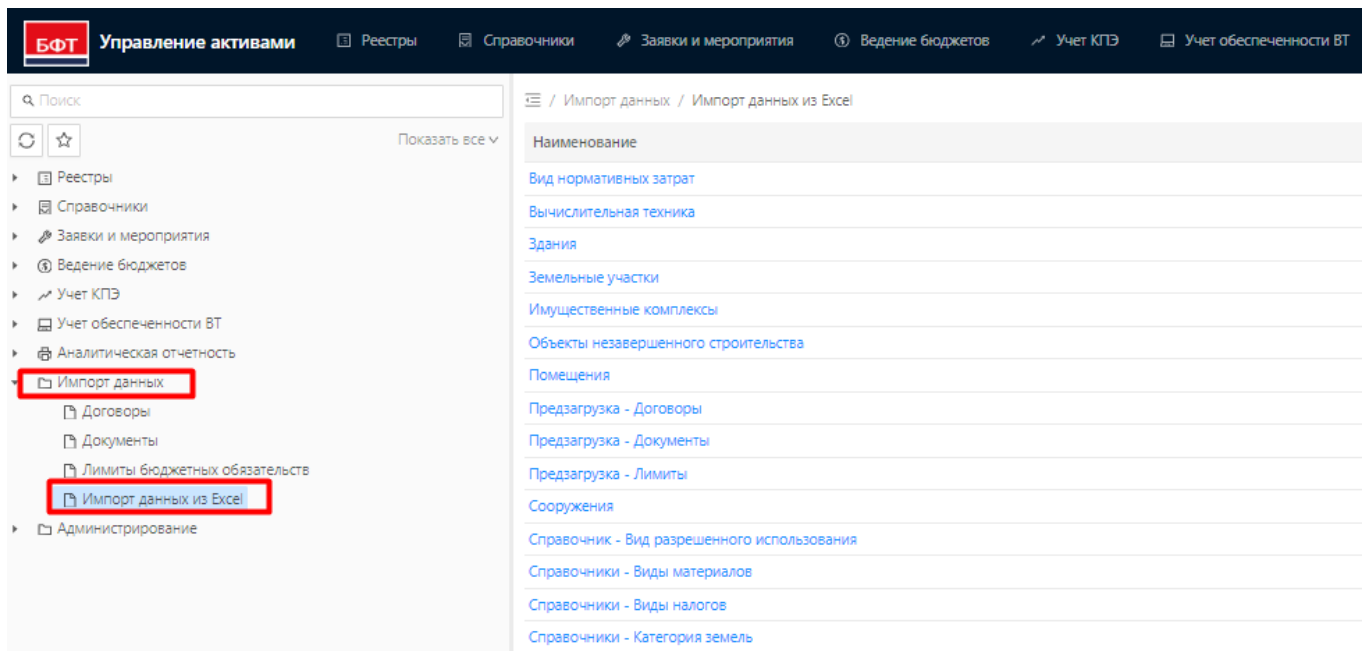 БФТ Управление активами Реестры Справочники Заявки и мероприятия Ведение бюджетов Учет КПЭ Учет обеспеченности ВТ
Поиск
Показать все
Реестры
Справочники
Заявки и мероприятия
Ведение бюджетов
Учет КПЭ
Учет обеспеченности ВТ
Аналитическая отчетность
Импорт данных
Договоры
Документы
Лимиты бюджетных обязательств
Импорт данных из Excel
Администрирование
/ Импорт данных / Импорт данных из Excel
Наименование
Вид нормативных затрат
Вычислительная техника
Здания
Земельные участки
Имущественные комплексы
Объекты незавершенного строительства
Помещения
Предзагрузка - Договоры
Предзагрузка - Документы
Предзагрузка - Лимиты
Сооружения
Справочник - Вид разрешенного использования
Справочники - Виды материалов
Справочники - Виды налогов
Справочники - Категория земель